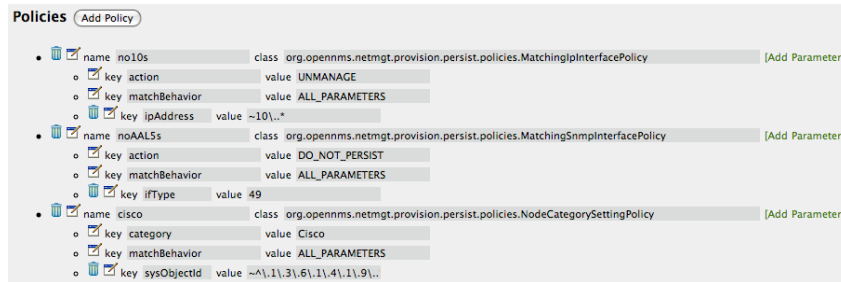 Policies Add Policy
name no10s class org.opennms.netmgt.provision.persist.policies.MatchingIpInterfacePolicy [Add Parameter
key action value UNMANAGE
key matchBehavior value ALL_PARAMETERS
key ipAddress value ~10\..*
name noAAL5s class org.opennms.netmgt.provision.persist.policies.MatchingSnmpInterfacePolicy [Add Parameter
key action value DO_NOT_PERSIST
key matchBehavior value ALL_PARAMETERS
key ifType value 49
name cisco class org.opennms.netmgt.provision.persist.policies.NodeCategorySettingPolicy [Add Parameter
key category value Cisco
key matchBehavior value ALL_PARAMETERS
key sysObjectId value ~^\.1\.3\.6\.1\.4\.1\.9\..